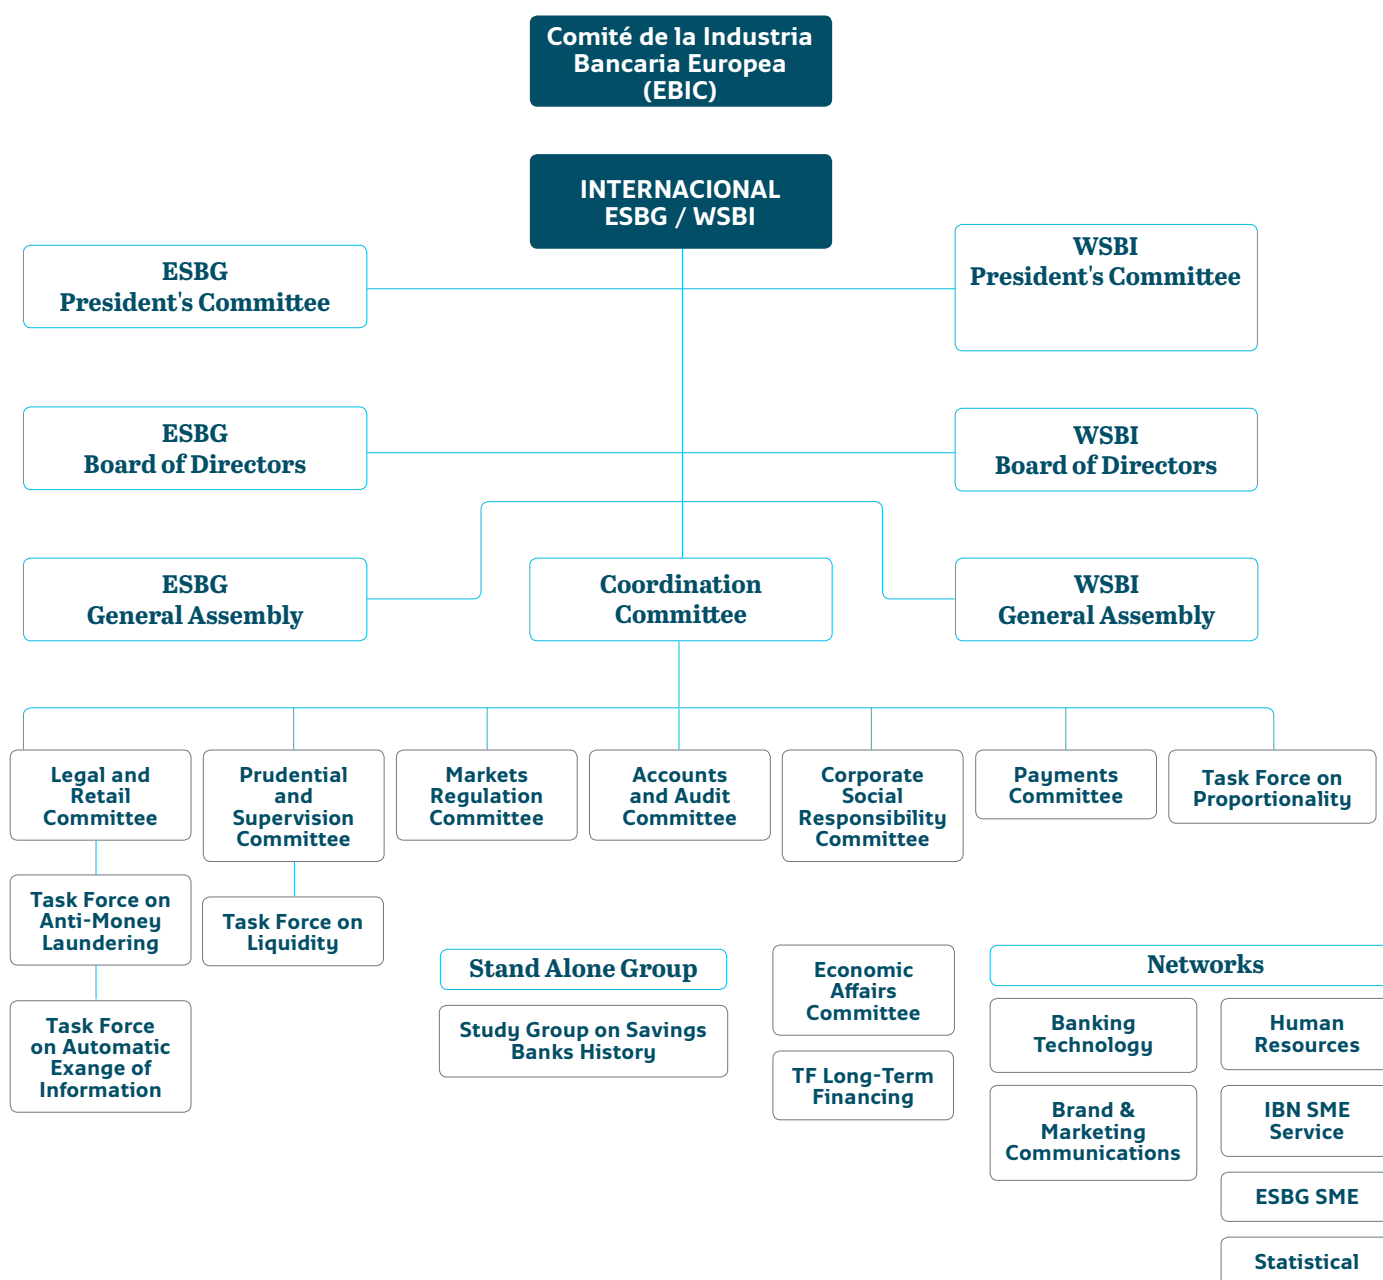 Comité de la Industria
Bancaria Europea
(EBIC)
INTERNACIONAL
ESBG / WSBI
ESBG
President's Committee
WSBI
President's Committee
ESBG
Board of Directors
WSBI
Board of Directors
ESBG
General Assembly
Coordination
Committee
WSBI
General Assembly
Legal and
Retail
Committee
Prudential
and
Supervision
Committee
Markets
Regulation
Committee
Accounts
and Audit
Committee
Corporate
Social
Responsibility
Committee
Payments
Committee
Task Force on
Proportionality
Task Force on
Anti-Money
Laundering
Task Force on
Liquidity
Task Force
on Automatic
Exange of
Information
Stand Alone Group
Study Group on Savings
Banks History
Economic
Affairs
Committee
TF Long-Term
Financing
Networks
Banking
Technology
Human
Resources
Brand &
Marketing
Communications
IBN SME
Service
ESBG SME
Statistical